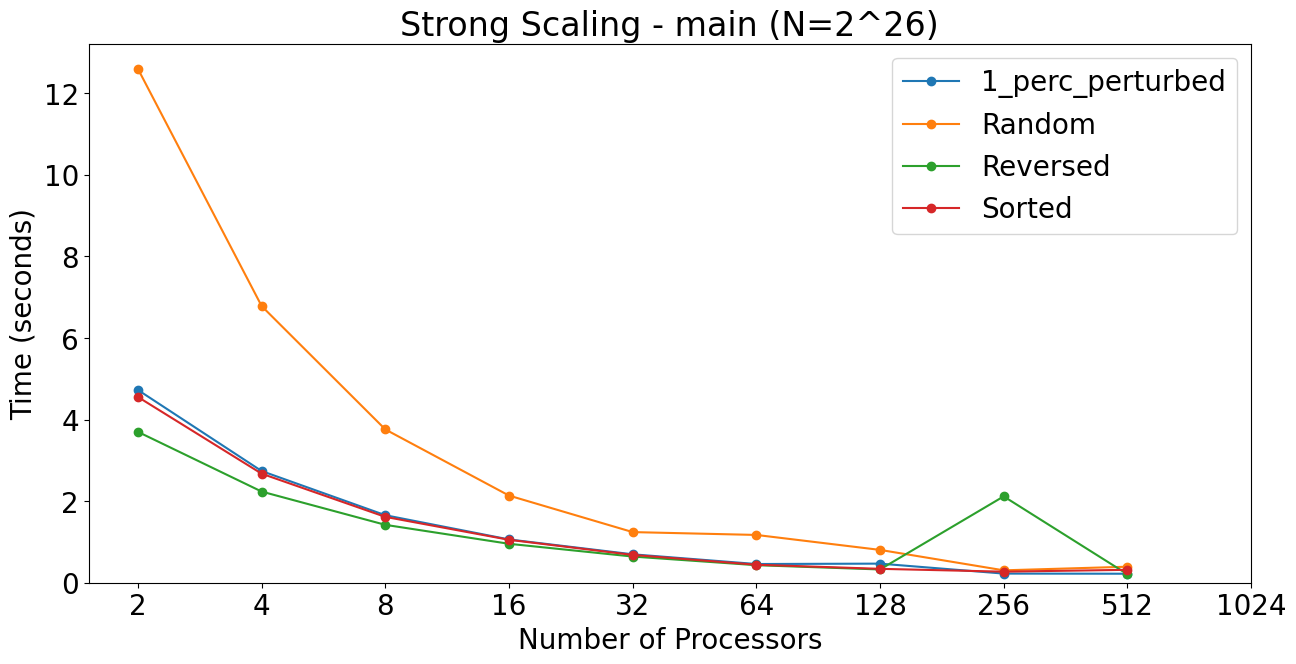 Strong Scaling - main (N=2^26)
1_perc_perturbed
Random
Reversed
Sorted
Time (seconds)
12
10
8
6
4
2
0
2 4 8 16 32 64 128 256 512 1024
Number of Processors